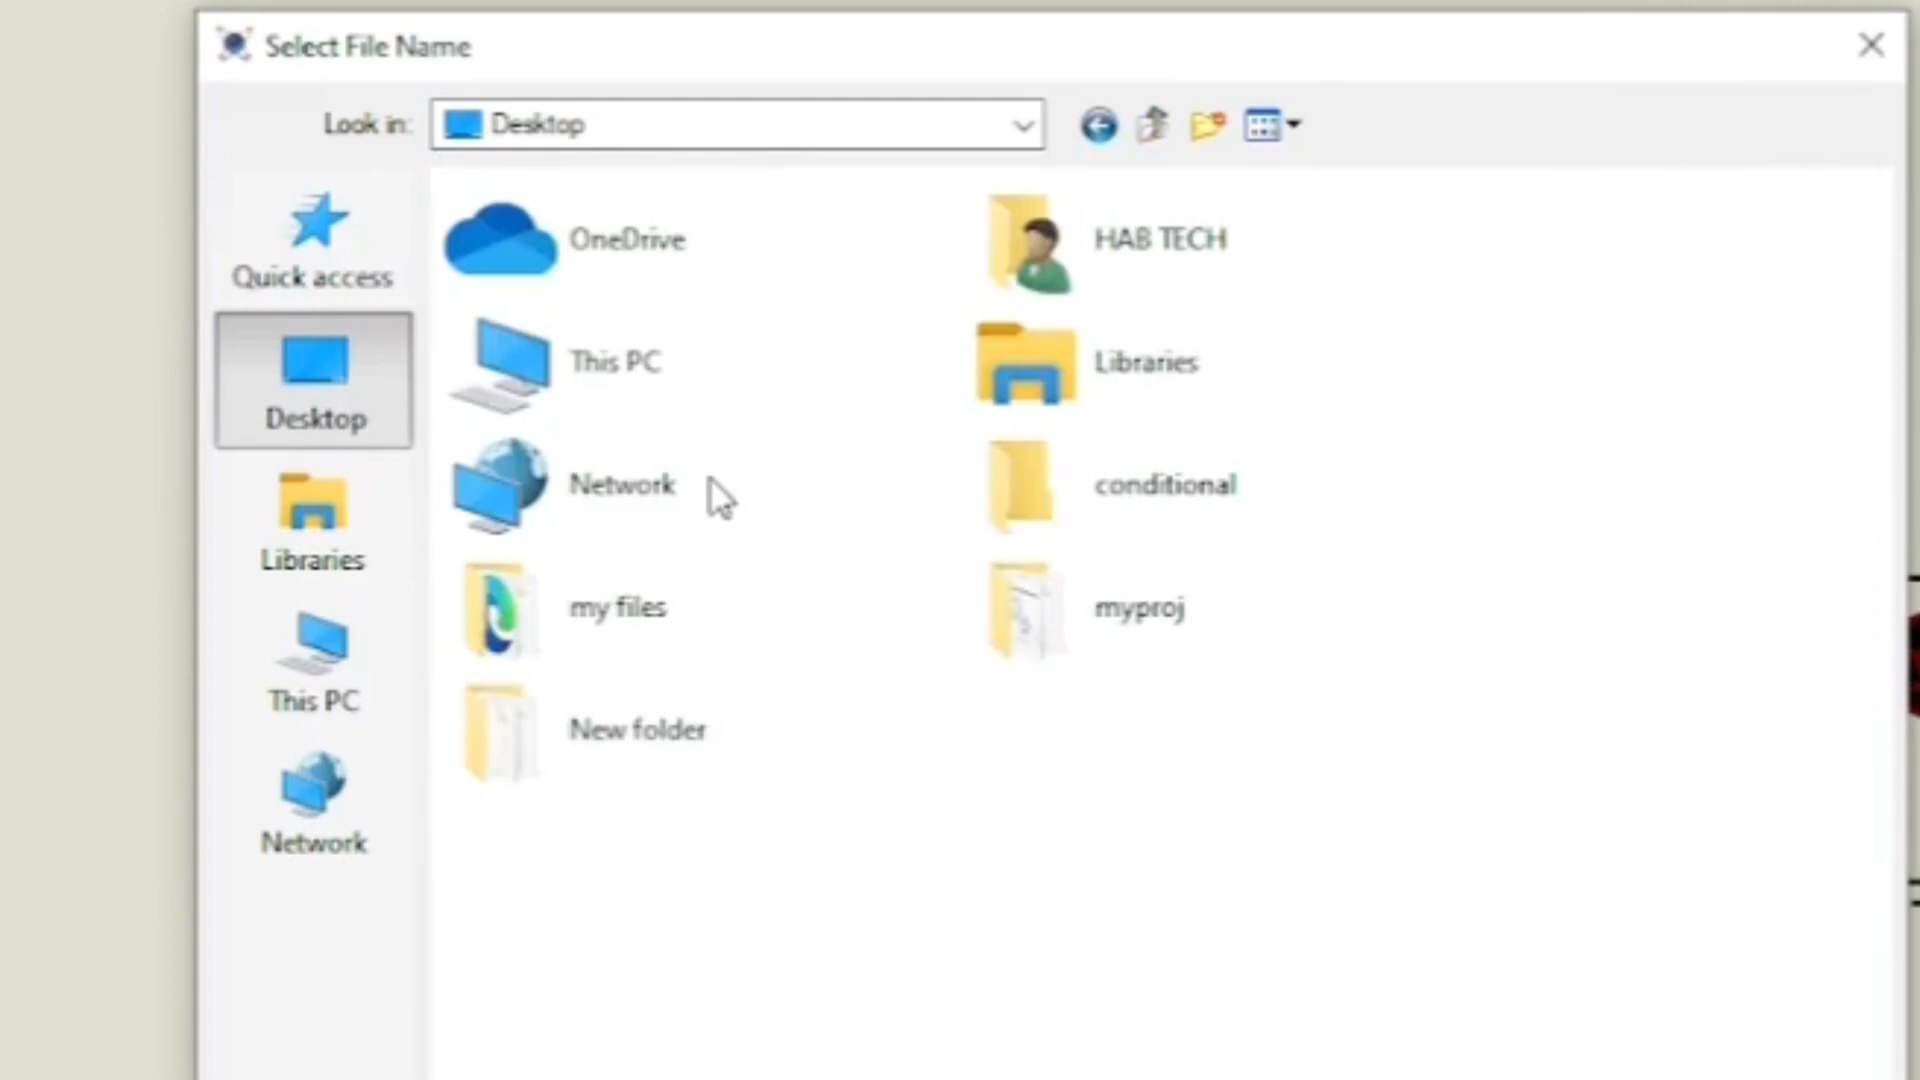 Select File Name
Look in: Desktop
Quick access
Desktop
Libraries
This PC
Network
OneDrive
HAB TECH
This PC
Libraries
Network
conditional
my files
myproj
New folder